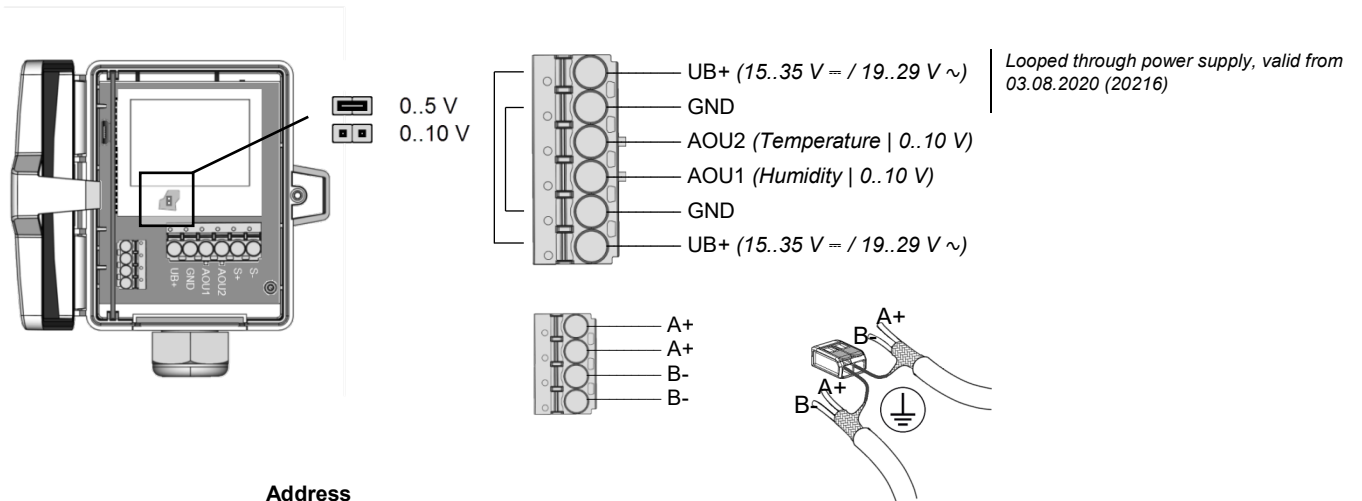 UB+ (15..35 V ⎓ / 19..29 V ~)
GND
AOU2 (Temperature | 0..10 V)
AOU1 (Humidity | 0..10 V)
GND
UB+ (15..35 V ⎓ / 19..29 V ~)
Looped through power supply, valid from
03.08.2020 (20216)
0..5 V
0..10 V
UB+
GND
AOU1
AOU2
S+
S-
A+
A+
B-
B-
A+
B-
A+
B-
Address